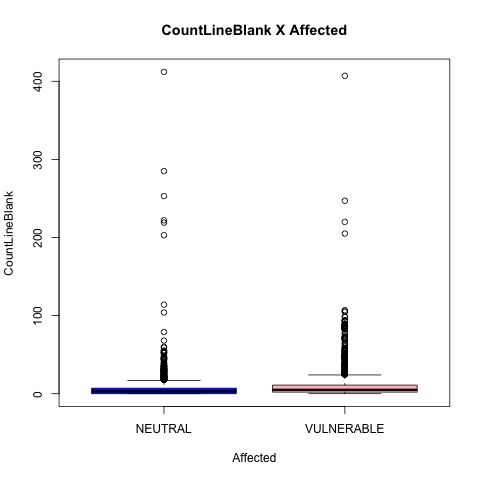 CountLineBlank X Affected
CountLineBlank
400
300
200
100
0
NEUTRAL
VULNERABLE
Affected